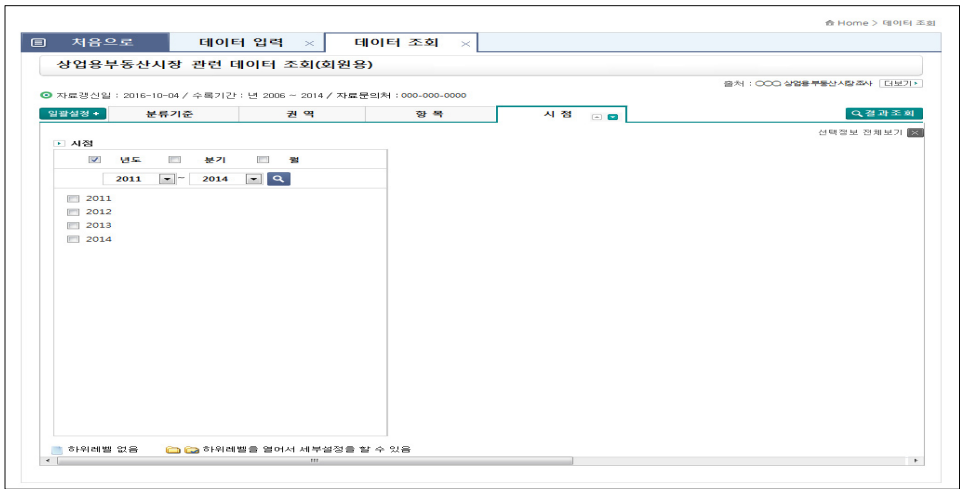 Home > 데이터 조회
처음으로 데이터 입력 데이터 조회
상업용부동산시장 관련 데이터 조회(회원용)
출처 : OOO 상업용부동산시장조사 더보기
자료갱신일 : 2016-10-04 / 수록기간 : 년 2006 ~ 2014 / 자료문의처 : 000-000-0000
일괄설정 + 분류기준 권 역 항 목 시 점 결과조회
선택정보 전체보기
시점
년도 분기 월
2011 ~ 2014
2011
2012
2013
2014
하위레벨 없음 하위레벨을 열어서 세부설정을 할 수 있음